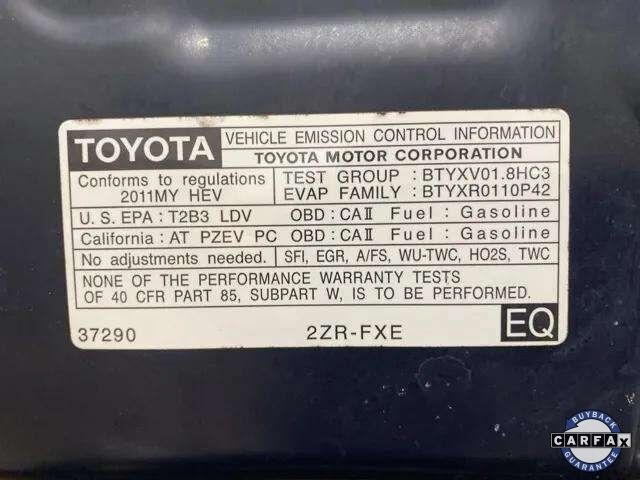 TOYOTA
VEHICLE EMISSION CONTROL INFORMATION
TOYOTA MOTOR CORPORATION
Conforms to regulations
2011MY HEV
TEST GROUP : BTYXV01.8HC3
EVAP FAMILY : BTYXR0110P42
U.S. EPA : T2B3 LDV OBD : CAⅡ Fuel : Gasoline
California : AT PZEV PC OBD : CAⅡ Fuel : Gasoline
No adjustments needed. SFI, EGR, A/FS, WU-TWC, HO2S, TWC
NONE OF THE PERFORMANCE WARRANTY TESTS
OF 40 CFR PART 85, SUBPART W, IS TO BE PERFORMED.
37290 2ZR-FXE EQ
BUYBACK
CARFAX
GUARANTEE